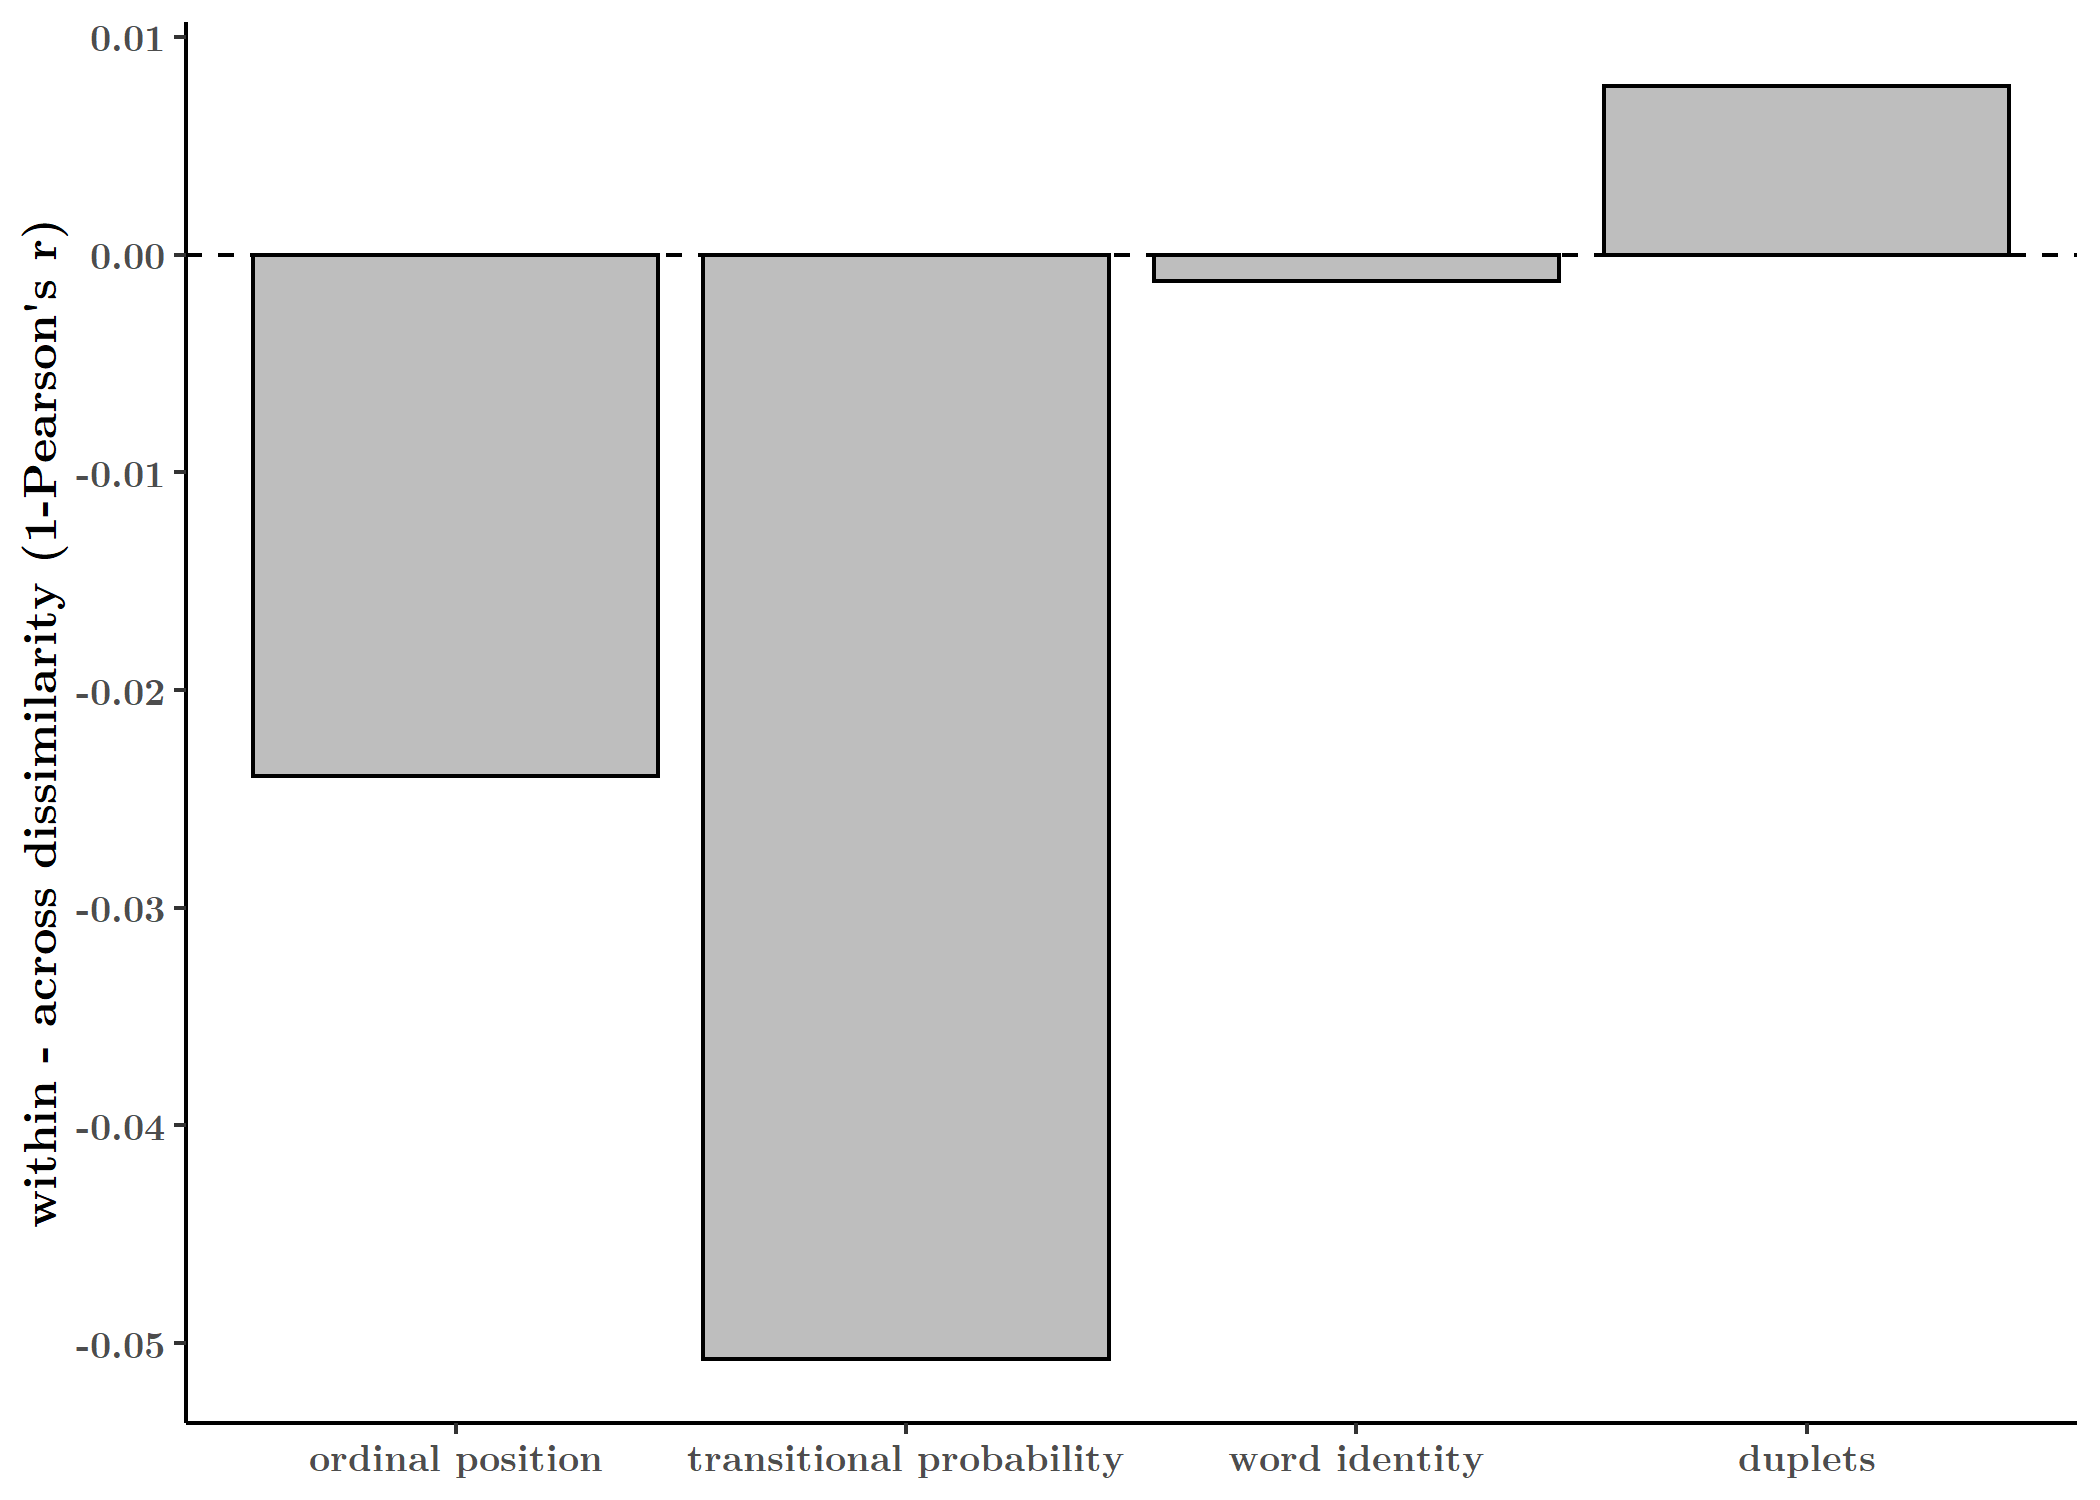 within - across dissimilarity (1-Pearson's r)
0.01
0.00
-0.01
-0.02
-0.03
-0.04
-0.05
ordinal position
transitional probability
word identity
duplets